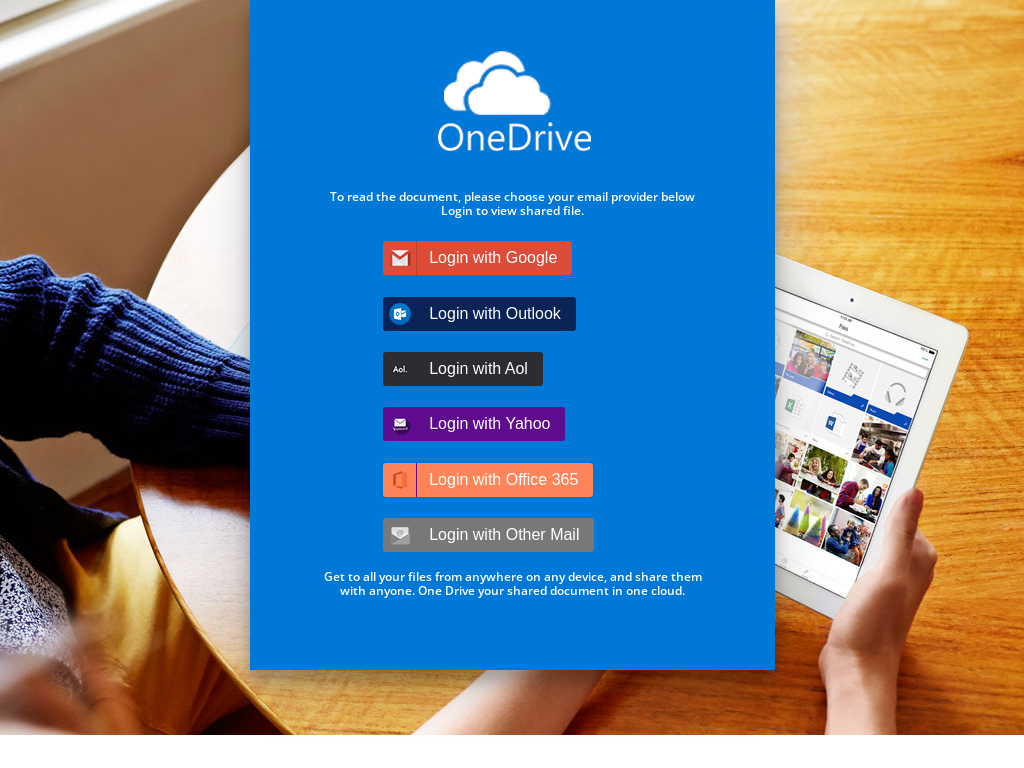 OneDrive
To read the document, please choose your email provider below
Login to view shared file.
Login with Google
Login with Outlook
Aol.
Login with Aol
Login with Yahoo
Login with Office 365
Login with Other Mail
Get to all your files from anywhere on any device, and share them
with anyone. One Drive your shared document in one cloud.
Files